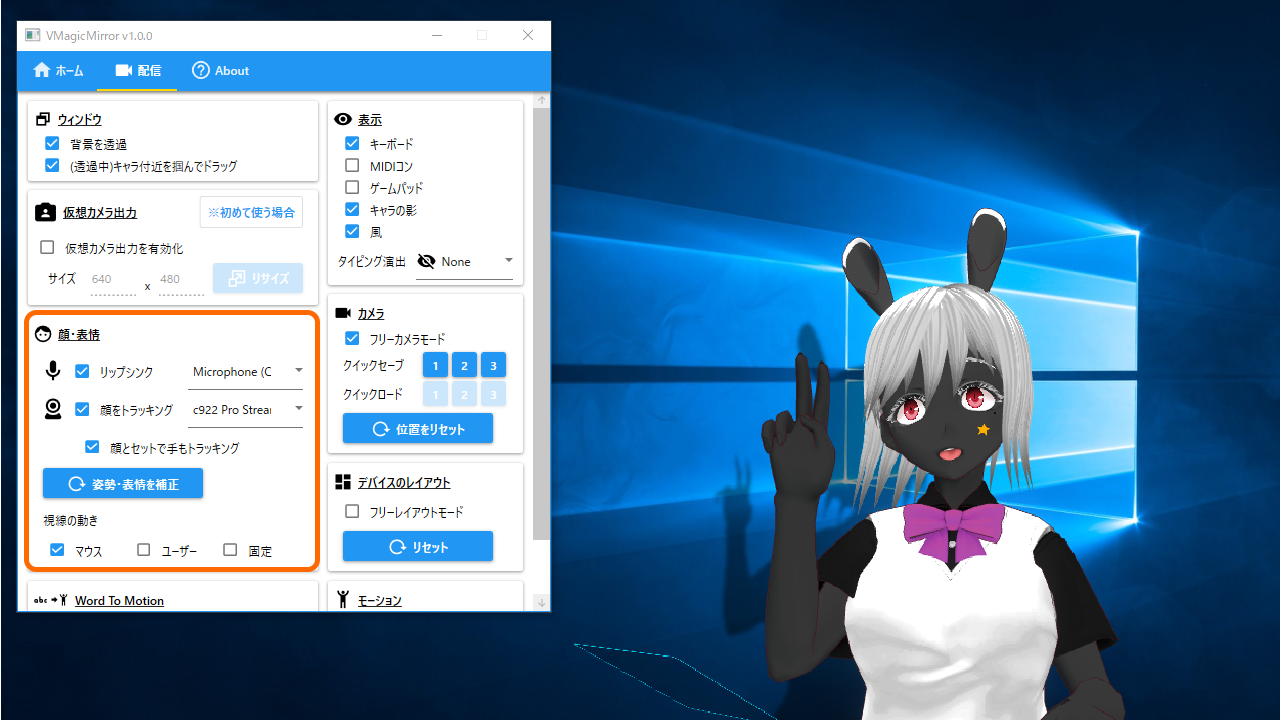 VMagicMirror v1.0.0
ホーム 配信 About
ウィンドウ
背景を透過
(透過中)キャラ付近を掴んでドラッグ
仮想カメラ出力 ※初めて使う場合
仮想カメラ出力を有効化
サイズ 640 x 480 リサイズ
顔・表情
リップシンク Microphone (C
顔をトラッキング c922 Pro Strear
顔とセットで手もトラッキング
姿勢・表情を補正
視線の動き
マウス ユーザー 固定
abc Word To Motion
表示
キーボード
MIDIコン
ゲームパッド
キャラの影
風
タイピング演出 None
カメラ
フリーカメラモード
クイックセーブ 1 2 3
クイックロード 1 2 3
位置をリセット
デバイスのレイアウト
フリーレイアウトモード
リセット
モーション